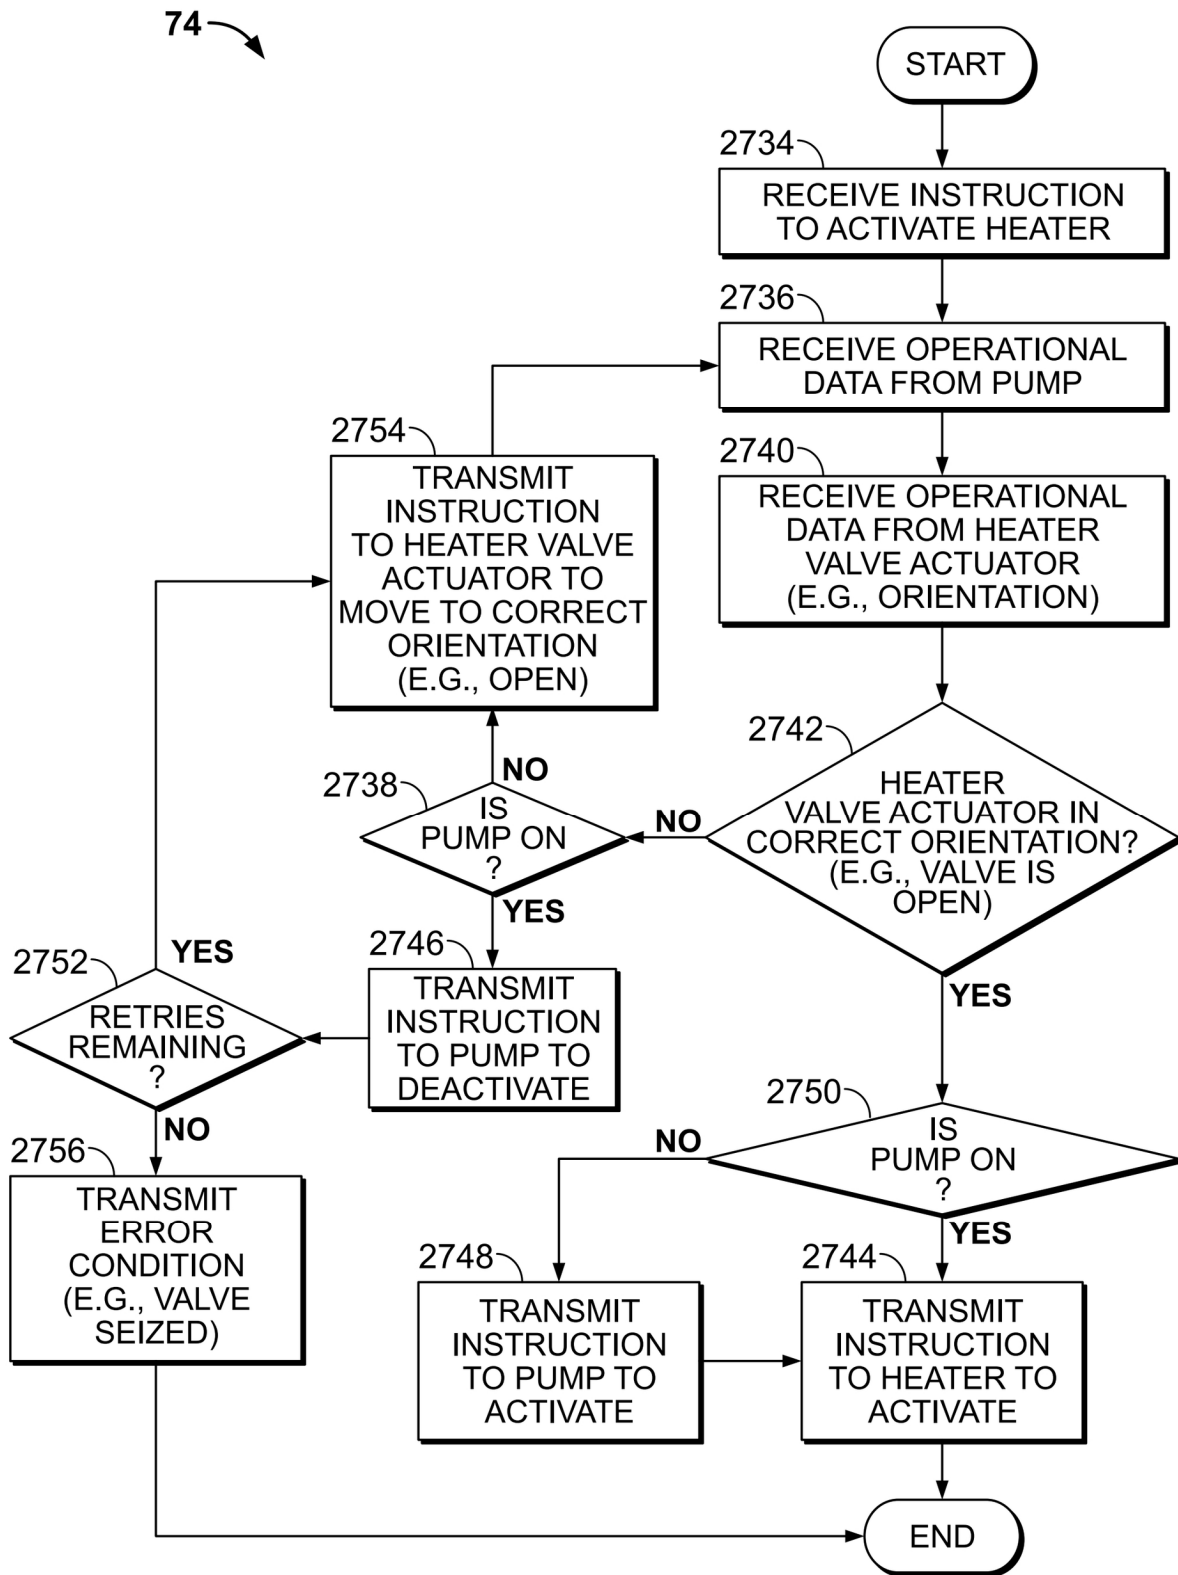 74
START
2734
RECEIVE INSTRUCTION
TO ACTIVATE HEATER
2736
RECEIVE OPERATIONAL
DATA FROM PUMP
2754
TRANSMIT
INSTRUCTION
TO HEATER VALVE
ACTUATOR TO
MOVE TO CORRECT
ORIENTATION
(E.G., OPEN)
2740
RECEIVE OPERATIONAL
DATA FROM HEATER
VALVE ACTUATOR
(E.G., ORIENTATION)
2742
HEATER
VALVE ACTUATOR IN
CORRECT ORIENTATION?
(E.G., VALVE IS
OPEN)
NO
YES
2738
IS
PUMP ON
?
NO
YES
2746
TRANSMIT
INSTRUCTION
TO PUMP TO
DEACTIVATE
2752
RETRIES
REMAINING
?
YES
NO
2756
TRANSMIT
ERROR
CONDITION
(E.G., VALVE
SEIZED)
2750
IS
PUMP ON
?
NO
YES
2748
TRANSMIT
INSTRUCTION
TO PUMP TO
ACTIVATE
2744
TRANSMIT
INSTRUCTION
TO HEATER TO
ACTIVATE
END